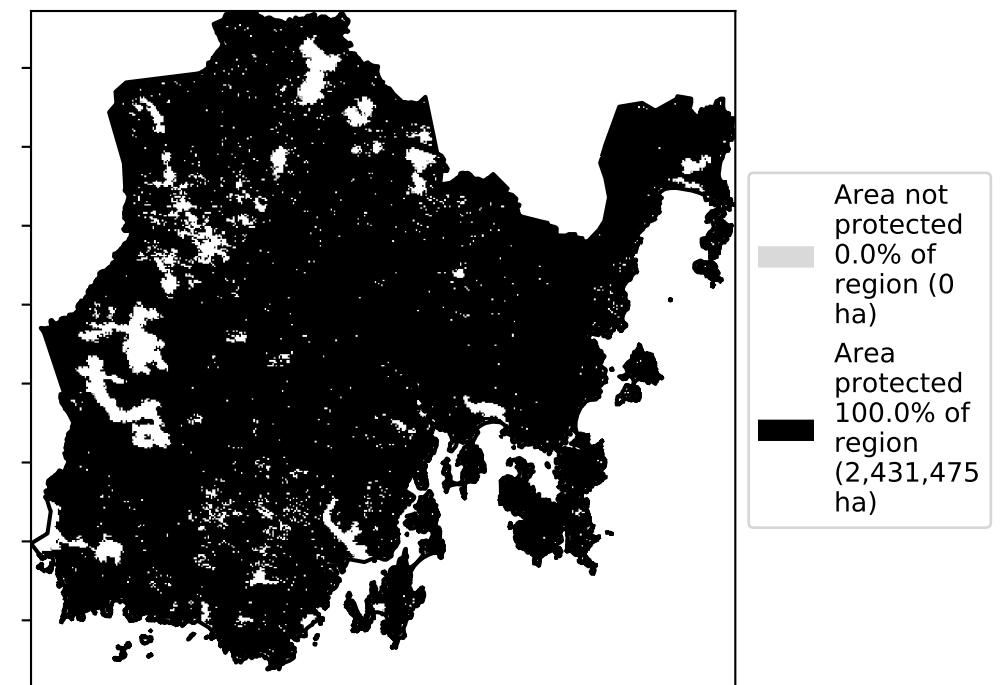 Area not
protected
0.0% of
region (0
ha)
Area
protected
100.0% of
region
(2,431,475
ha)